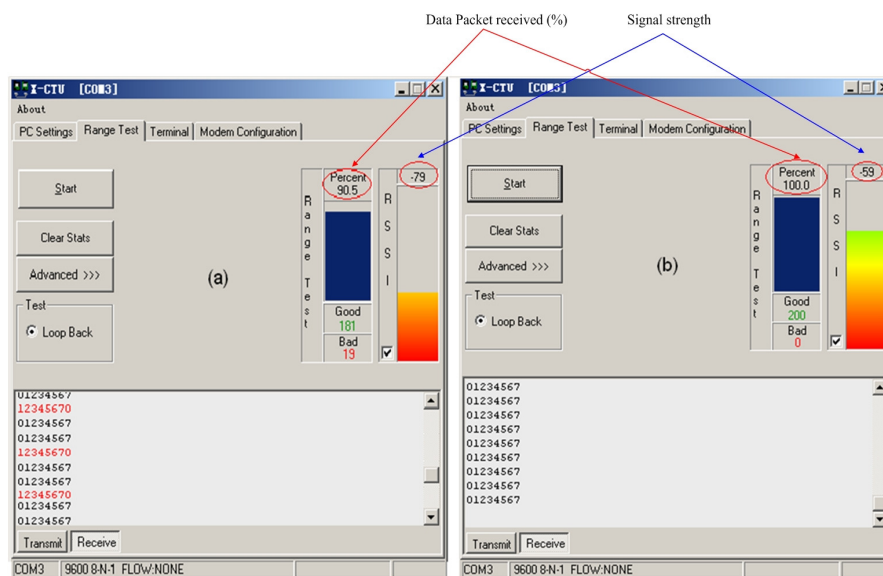 Data Packet received (%)
Signal strength
X-CTU [COM3]
About
PC Settings
Range Test
Terminal
Modem Configuration
Start
Clear Stats
Advanced >>>
Test
Loop Back
(a)
Range Test
Percent
90.5
Good
181
Bad
19
RSSI
-79
01234567
12345670
01234567
01234567
12345670
01234567
01234567
12345670
01234567
01234567
Transmit
Receive
COM3
9600 8-N-1 FLOW:NONE
X-CTU [COM3]
About
PC Settings
Range Test
Terminal
Modem Configuration
Start
Clear Stats
Advanced >>>
Test
Loop Back
(b)
Range Test
Percent
100.0
Good
200
Bad
0
RSSI
-59
01234567
01234567
01234567
01234567
01234567
01234567
01234567
01234567
01234567
Transmit
Receive
COM3
9600 8-N-1 FLOW:NONE